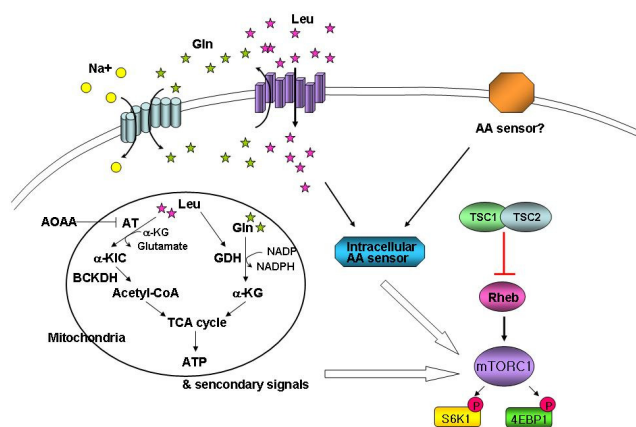 Leu
Gln
Na+
AA sensor?
Leu
Gln
AOAA
AT
α-KG
Glutamate
α-KIC
GDH
NADP
NADPH
BCKDH
Acetyl-CoA
α-KG
TCA cycle
Mitochondria
ATP
& sencondary signals
Intracellular
AA sensor
TSC1
TSC2
Rheb
mTORC1
P
S6K1
P
4EBP1